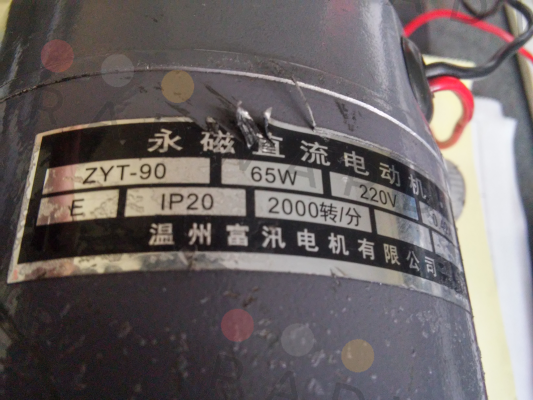 永磁直流电动机
ZYT-90 65W 220V
E IP20 2000转/分
温州富汛电机有限公司